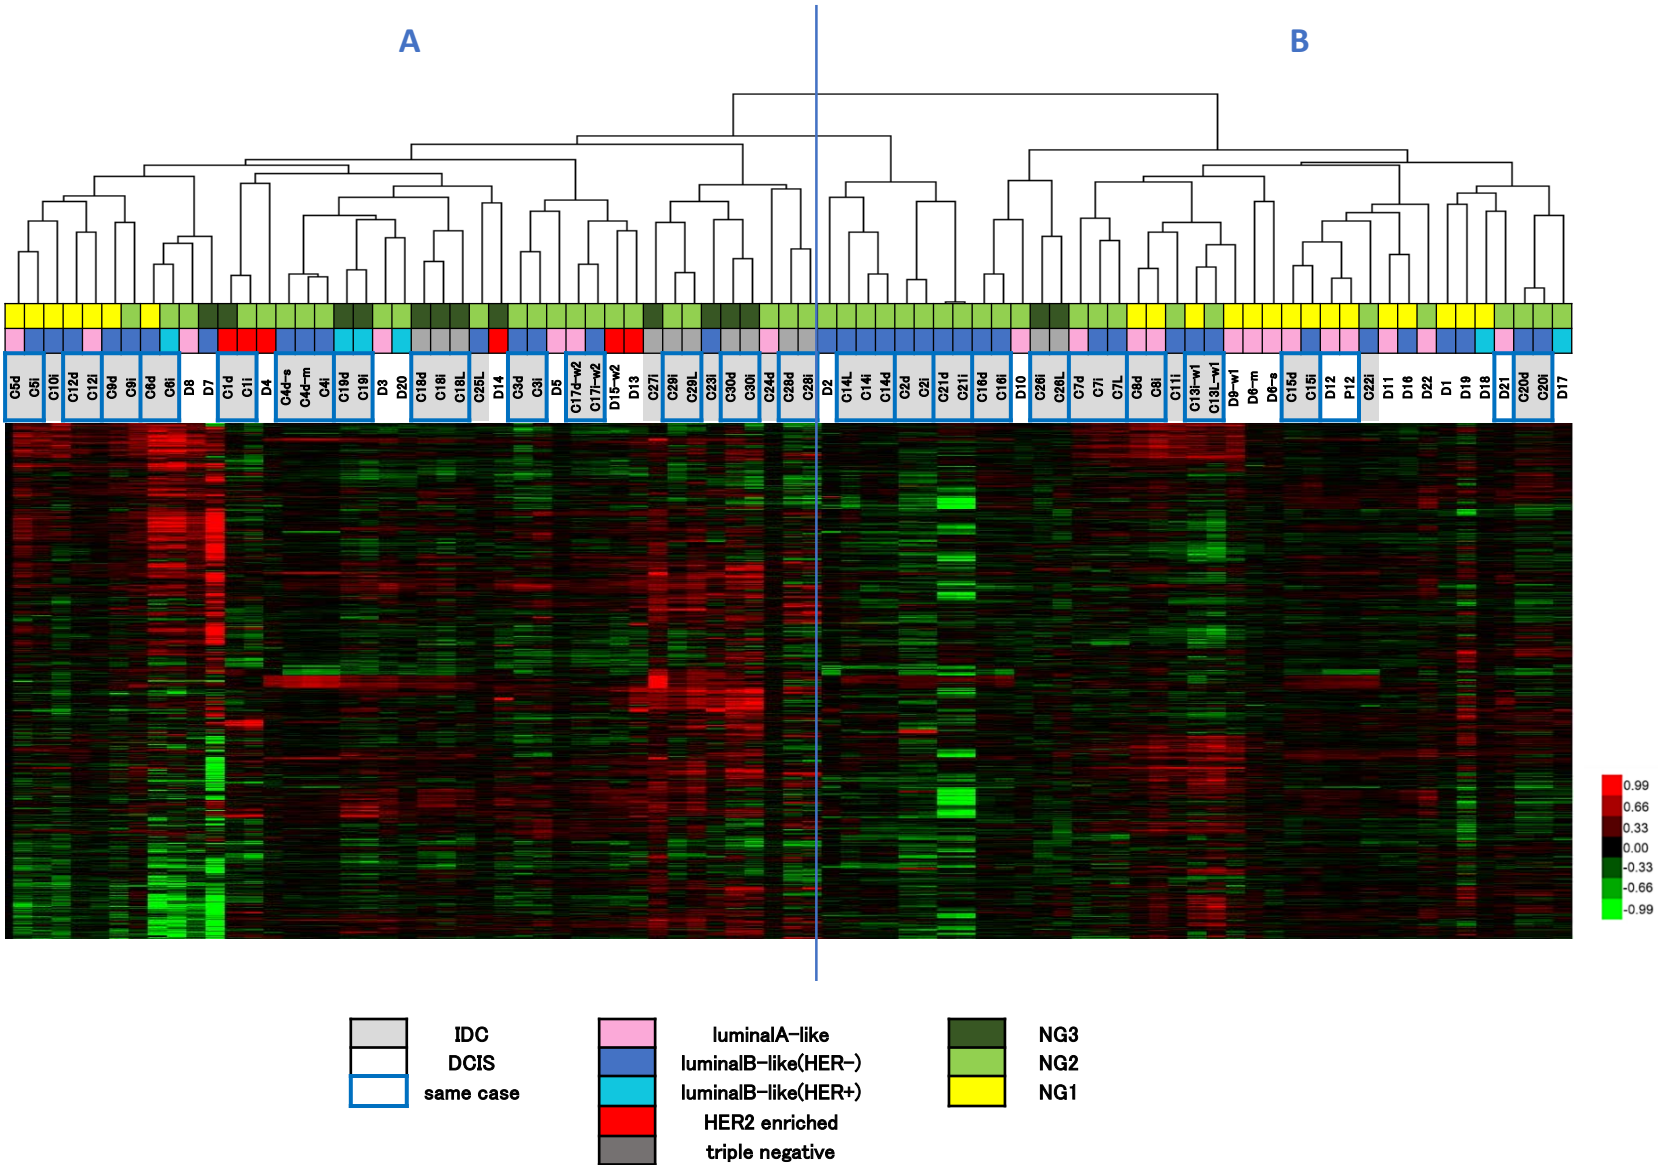 A
B
C5d
C5i
C10i
C12d
C12i
C9d
C9i
C6d
C6i
D8
D7
C1d
C1i
D4
C4d-s
C4d-m
C4i
C19d
C19i
D3
D20
C18d
C18i
C18L
C25L
D14
C3d
C3i
D5
C17d-w2
C17i-w2
D15-w2
D13
C27i
C29i
C29L
C23i
C30d
C30i
C24d
C28d
C28i
D2
C14L
C14i
C14d
C2d
C2i
C21d
C21i
C16d
C16i
D10
C26i
C26L
C7d
C7i
C7L
C8d
C8i
C11i
C13i-w1
C13L-w1
D9-w1
D6-m
D6-s
C15d
C15i
D12
P12
C22i
D11
D16
D22
D1
D19
D18
D21
C20d
C20i
D17
0.99
0.66
0.33
0.00
-0.33
-0.66
-0.99
IDC
DCIS
same case
luminalA-like
luminalB-like(HER-)
luminalB-like(HER+)
HER2 enriched
triple negative
NG3
NG2
NG1